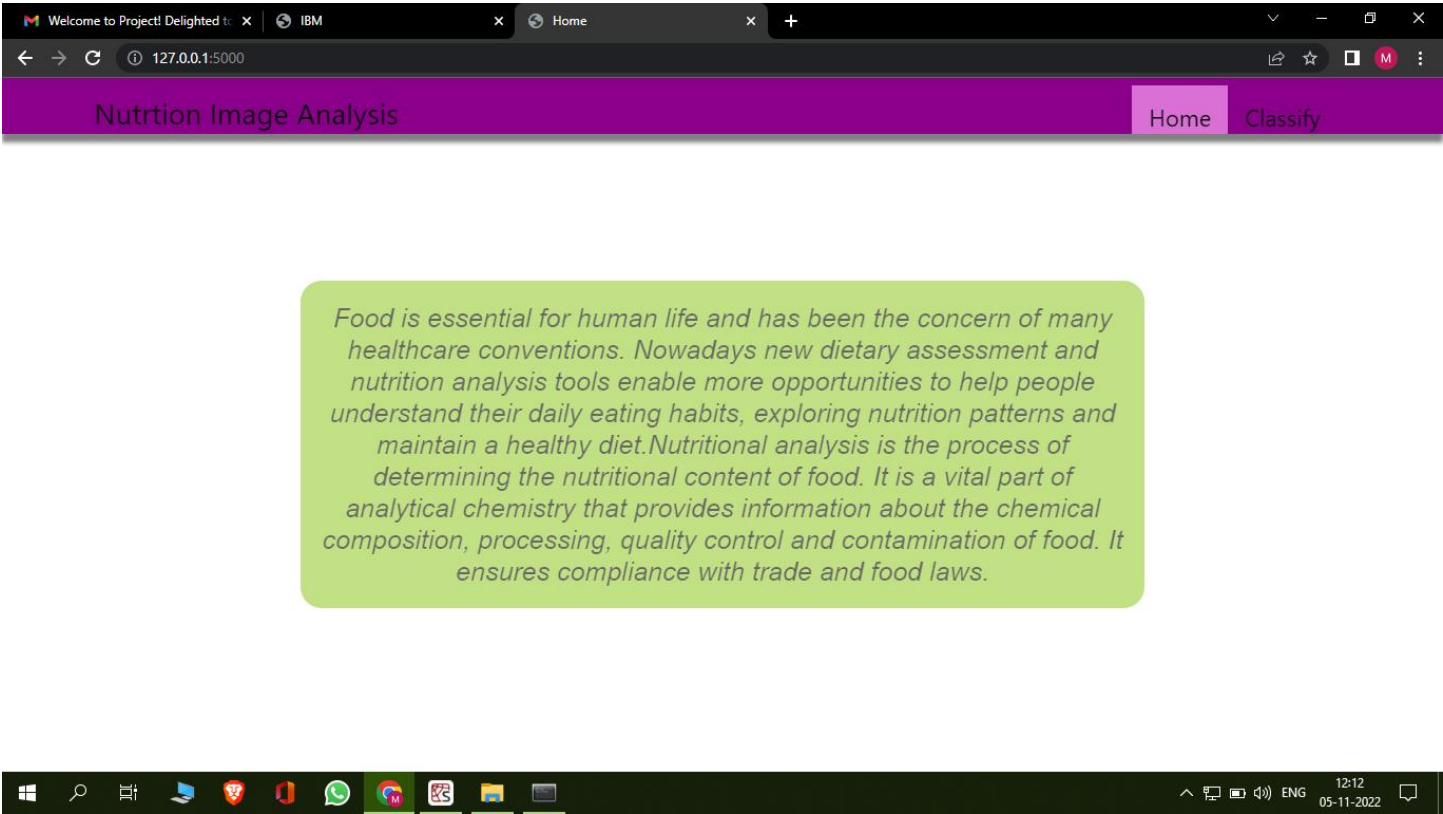 Welcome to Project! Delighted to
IBM
Home
127.0.0.1:5000
M
Nutrtion Image Analysis
Home
Classify
Food is essential for human life and has been the concern of many
healthcare conventions. Nowadays new dietary assessment and
nutrition analysis tools enable more opportunities to help people
understand their daily eating habits, exploring nutrition patterns and
maintain a healthy diet.Nutritional analysis is the process of
determining the nutritional content of food. It is a vital part of
analytical chemistry that provides information about the chemical
composition, processing, quality control and contamination of food. It
ensures compliance with trade and food laws.
ENG
12:12
05-11-2022